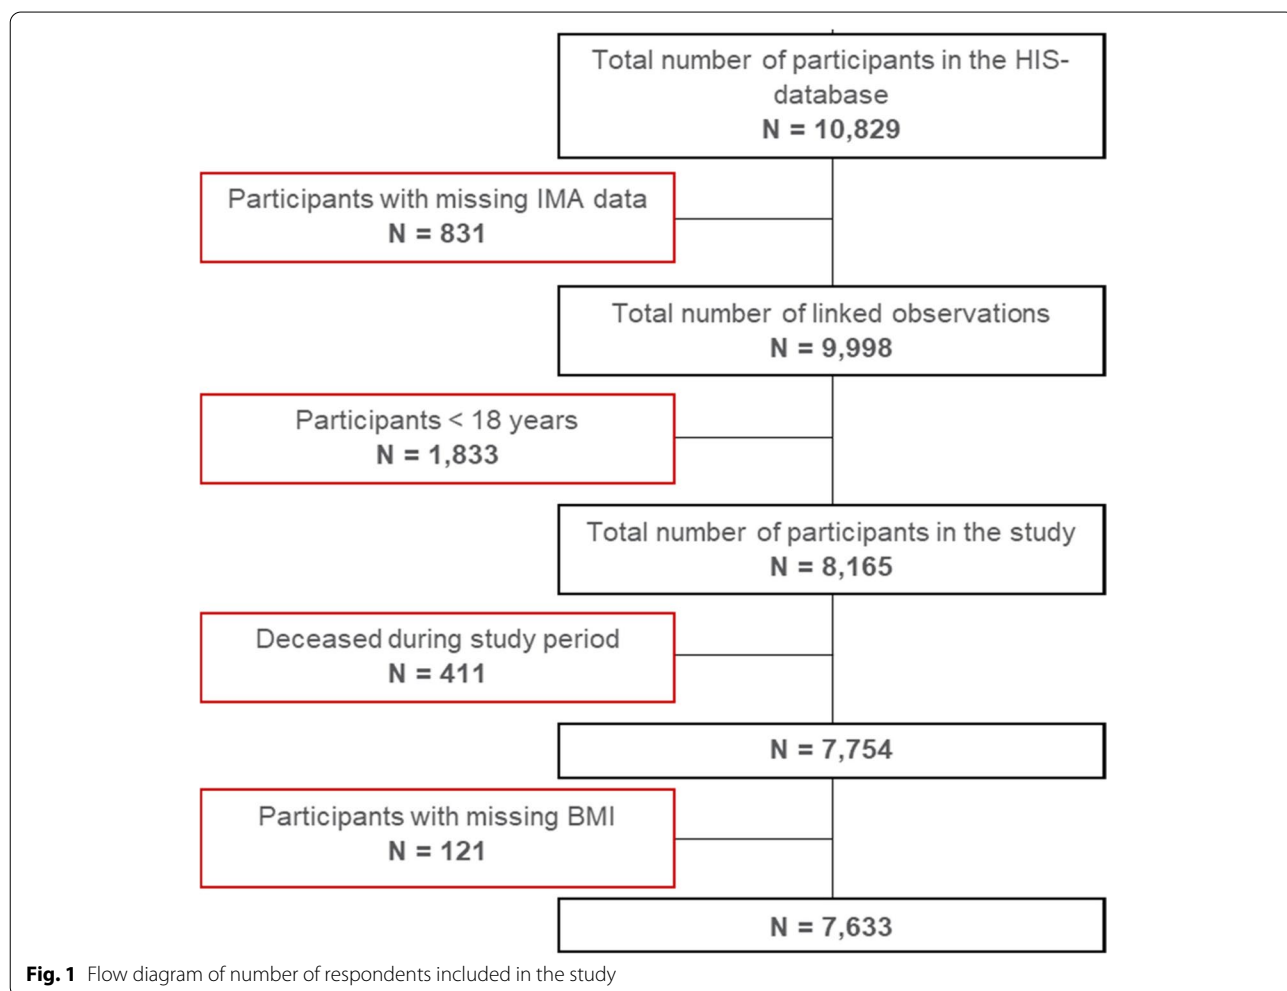 Total number of participants in the HIS-
database
N = 10,829
Participants with missing IMA data
N = 831
Total number of linked observations
N = 9,998
Participants < 18 years
N = 1,833
Total number of participants in the study
N = 8,165
Deceased during study period
N = 411
N = 7,754
Participants with missing BMI
N = 121
N = 7,633
Fig. 1 Flow diagram of number of respondents included in the study